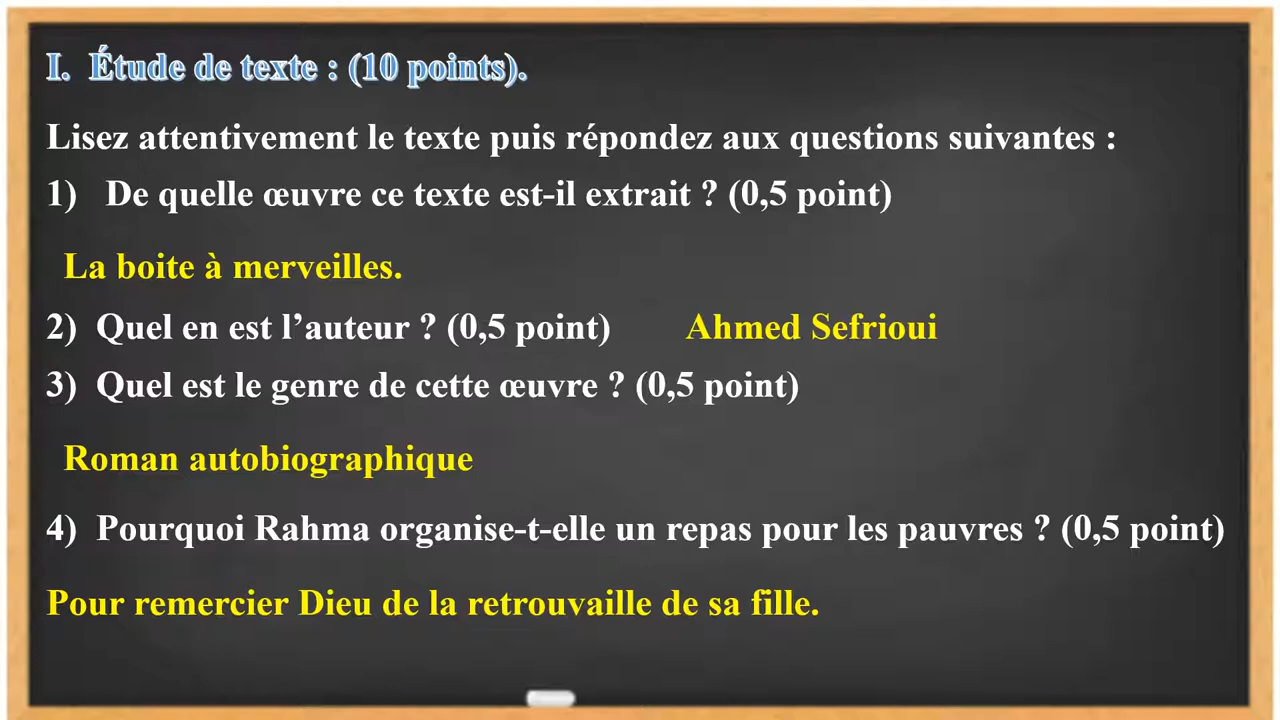 I. Étude de texte : (10 points).
Lisez attentivement le texte puis répondez aux questions suivantes :
1) De quelle œuvre ce texte est-il extrait ? (0,5 point)
La boite à merveilles.
2) Quel en est l’auteur ? (0,5 point) Ahmed Sefrioui
3) Quel est le genre de cette œuvre ? (0,5 point)
Roman autobiographique
4) Pourquoi Rahma organise-t-elle un repas pour les pauvres ? (0,5 point)
Pour remercier Dieu de la retrouvaille de sa fille.